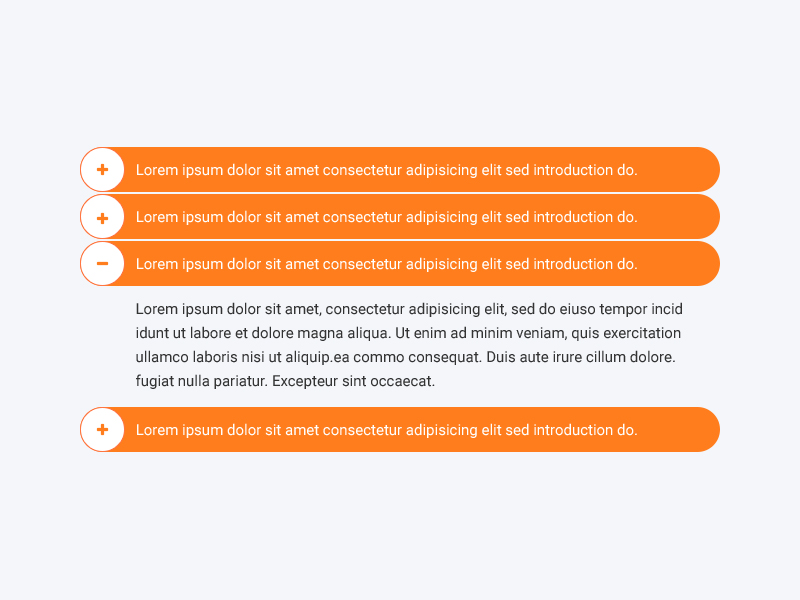 Lorem ipsum dolor sit amet consectetur adipisicing elit sed introduction do.
Lorem ipsum dolor sit amet consectetur adipisicing elit sed introduction do.
Lorem ipsum dolor sit amet consectetur adipisicing elit sed introduction do.
Lorem ipsum dolor sit amet, consectetur adipisicing elit, sed do eiuso tempor incid
idunt ut labore et dolore magna aliqua. Ut enim ad minim veniam, quis exercitation
ullamco laboris nisi ut aliquip.ea commo consequat. Duis aute irure cillum dolore.
fugiat nulla pariatur. Excepteur sint occaecat.
Lorem ipsum dolor sit amet consectetur adipisicing elit sed introduction do.